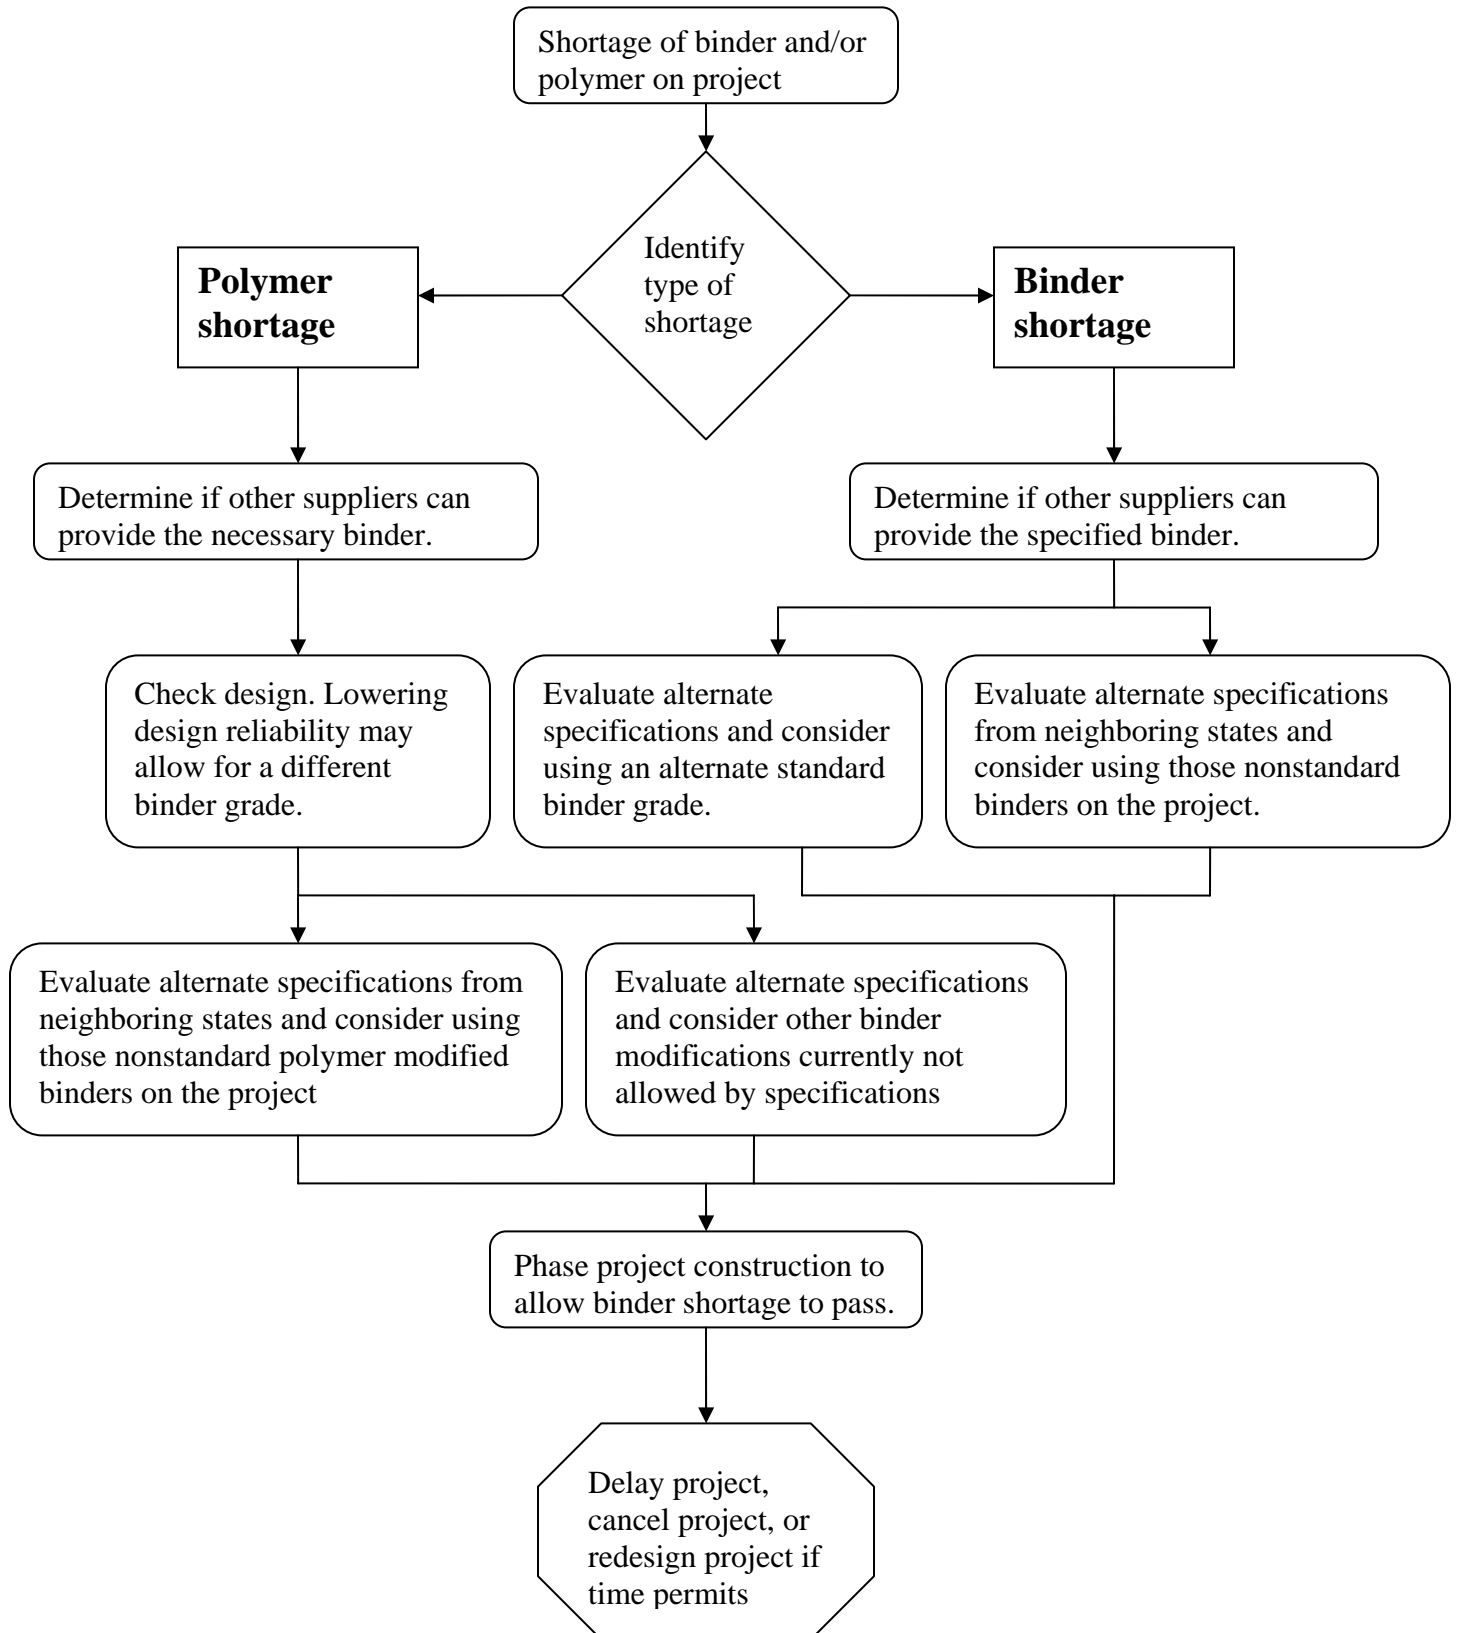 Shortage of binder and/or
polymer on project
Identify
type of
shortage
Polymer
shortage
Binder
shortage
Determine if other suppliers can
provide the necessary binder.
Determine if other suppliers can
provide the specified binder.
Check design. Lowering
design reliability may
allow for a different
binder grade.
Evaluate alternate
specifications and consider
using an alternate standard
binder grade.
Evaluate alternate specifications
from neighboring states and
consider using those nonstandard
binders on the project.
Evaluate alternate specifications from
neighboring states and consider using
those nonstandard polymer modified
binders on the project
Evaluate alternate specifications
and consider other binder
modifications currently not
allowed by specifications
Phase project construction to
allow binder shortage to pass.
Delay project,
cancel project, or
redesign project if
time permits